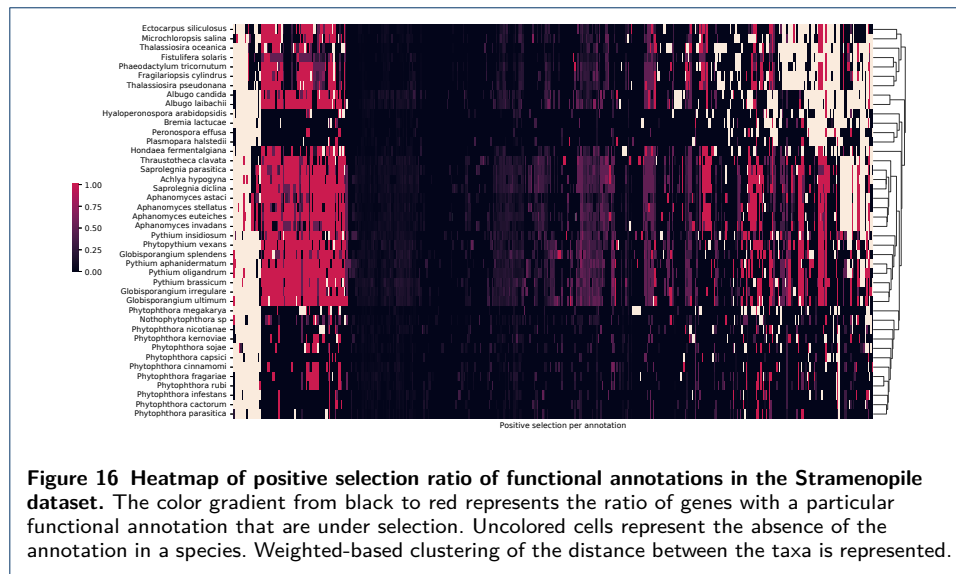 Ectocarpus siliculosus
Microchloropsis salina
Thalassiosira oceanica
Fistulifera solaris
Phaeodactylum tricornutum
Fragilariopsis cylindrus
Thalassiosira pseudonana
Albugo candida
Albugo laibachii
Hyaloperonospora arabidopsidis
Bremia lactucae
Peronospora effusa
Plasmopara halstedii
Hondaea fermentalgiana
Thraustotheca clavata
Saprolegnia parasitica
Achlya hypogyna
Saprolegnia diclina
Aphanomyces astaci
Aphanomyces stellatus
Aphanomyces euteiches
Aphanomyces invadans
Pythium insidiosum
Phytopythium vexans
Globisporangium splendens
Pythium aphanidermatum
Pythium oligandrum
Pythium brassicum
Globisporangium irregulare
Globisporangium ultimum
Phytophthora megakarya
Nothophytophthora sp
Phytophthora nicotianae
Phytophthora kernoviae
Phytophthora sojae
Phytophthora capsici
Phytophthora cinnamomi
Phytophthora fragariae
Phytophthora rubi
Phytophthora infestans
Phytophthora cactorum
Phytophthora parasitica
1.00
0.75
0.50
0.25
0.00
Positive selection per annotation
Figure 16 Heatmap of positive selection ratio of functional annotations in the Stramenopile
dataset. The color gradient from black to red represents the ratio of genes with a particular
functional annotation that are under selection. Uncolored cells represent the absence of the
annotation in a species. Weighted-based clustering of the distance between the taxa is represented.